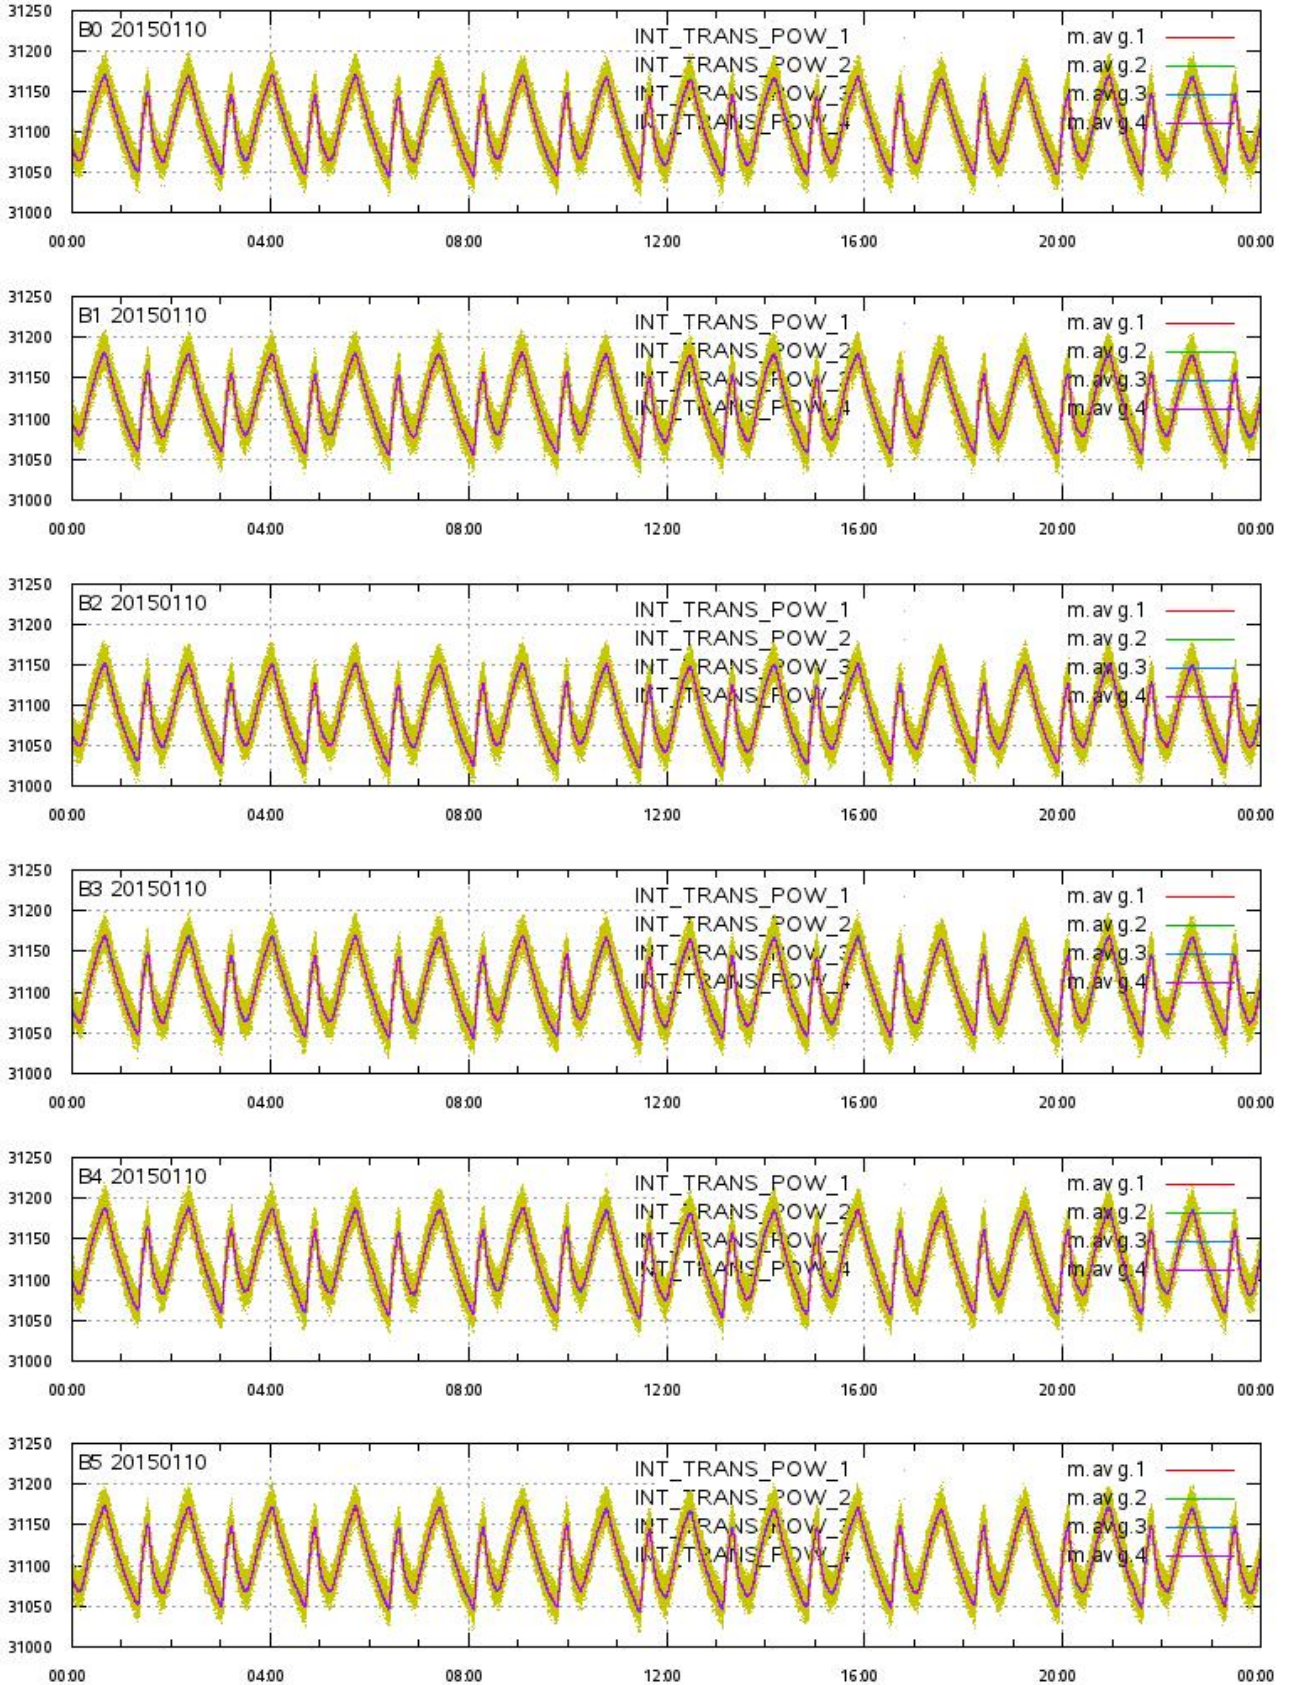 31250
B0 20150110 INT_TRANS_POW_1 m.avg.1
31200
INT_TRANS_POW_2 m.avg.2
31150
INT_TRANS_POW_3 m.avg.3
31100
INT_TRANS_POW_4 m.avg.4
31050
31000
00:00 04:00 08:00 12:00 16:00 20:00 00:00
31250
B1 20150110 INT_TRANS_POW_1 m.avg.1
31200
INT_TRANS_POW_2 m.avg.2
31150
INT_TRANS_POW_3 m.avg.3
31100
INT_TRANS_POW_4 m.avg.4
31050
31000
00:00 04:00 08:00 12:00 16:00 20:00 00:00
31250
B2 20150110 INT_TRANS_POW_1 m.avg.1
31200
INT_TRANS_POW_2 m.avg.2
31150
INT_TRANS_POW_3 m.avg.3
31100
INT_TRANS_POW_4 m.avg.4
31050
31000
00:00 04:00 08:00 12:00 16:00 20:00 00:00
31250
B3 20150110 INT_TRANS_POW_1 m.avg.1
31200
INT_TRANS_POW_2 m.avg.2
31150
INT_TRANS_POW_3 m.avg.3
31100
INT_TRANS_POW_4 m.avg.4
31050
31000
00:00 04:00 08:00 12:00 16:00 20:00 00:00
31250
B4 20150110 INT_TRANS_POW_1 m.avg.1
31200
INT_TRANS_POW_2 m.avg.2
31150
INT_TRANS_POW_3 m.avg.3
31100
INT_TRANS_POW_4 m.avg.4
31050
31000
00:00 04:00 08:00 12:00 16:00 20:00 00:00
31250
B5 20150110 INT_TRANS_POW_1 m.avg.1
31200
INT_TRANS_POW_2 m.avg.2
31150
INT_TRANS_POW_3 m.avg.3
31100
INT_TRANS_POW_4 m.avg.4
31050
31000
00:00 04:00 08:00 12:00 16:00 20:00 00:00